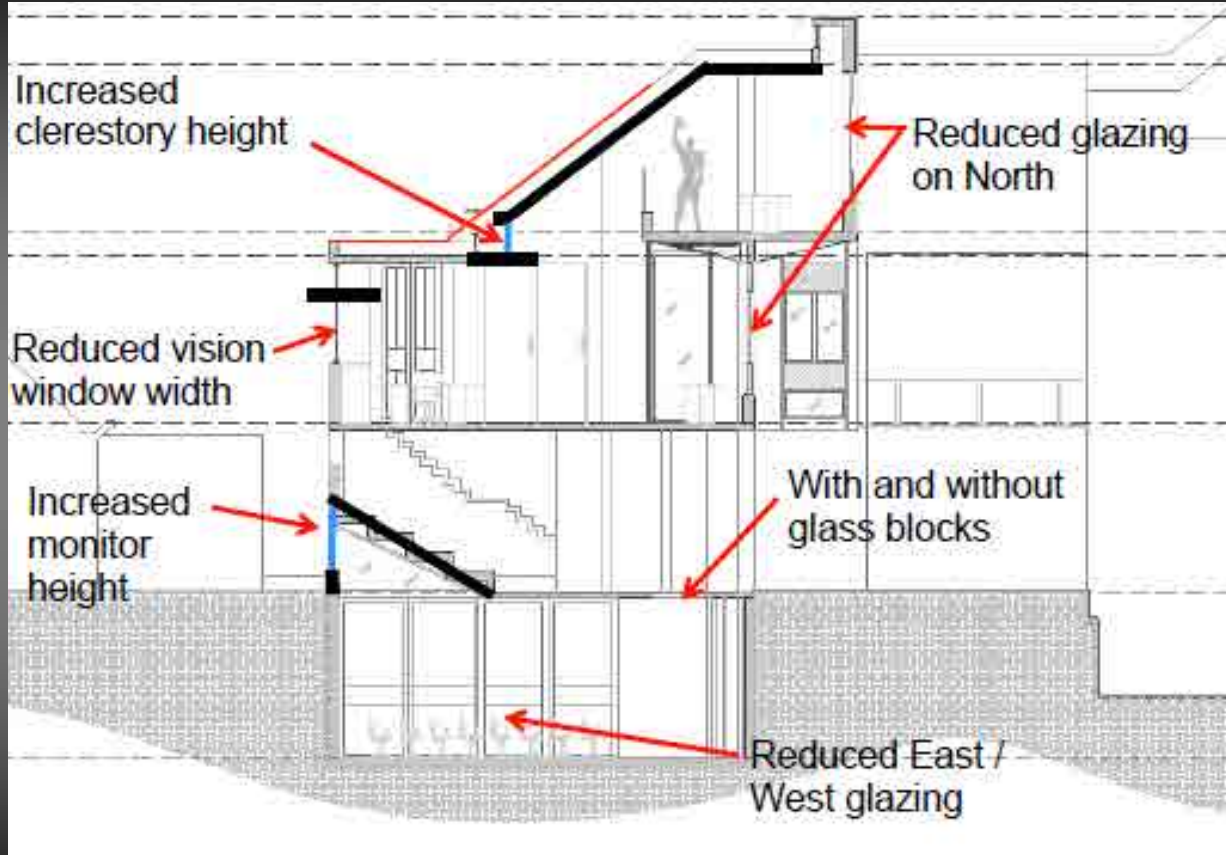 Increased
clerestory height
Reduced glazing
on North
Reduced vision
window width
Increased
monitor
height
With and without
glass blocks
Reduced East /
West glazing